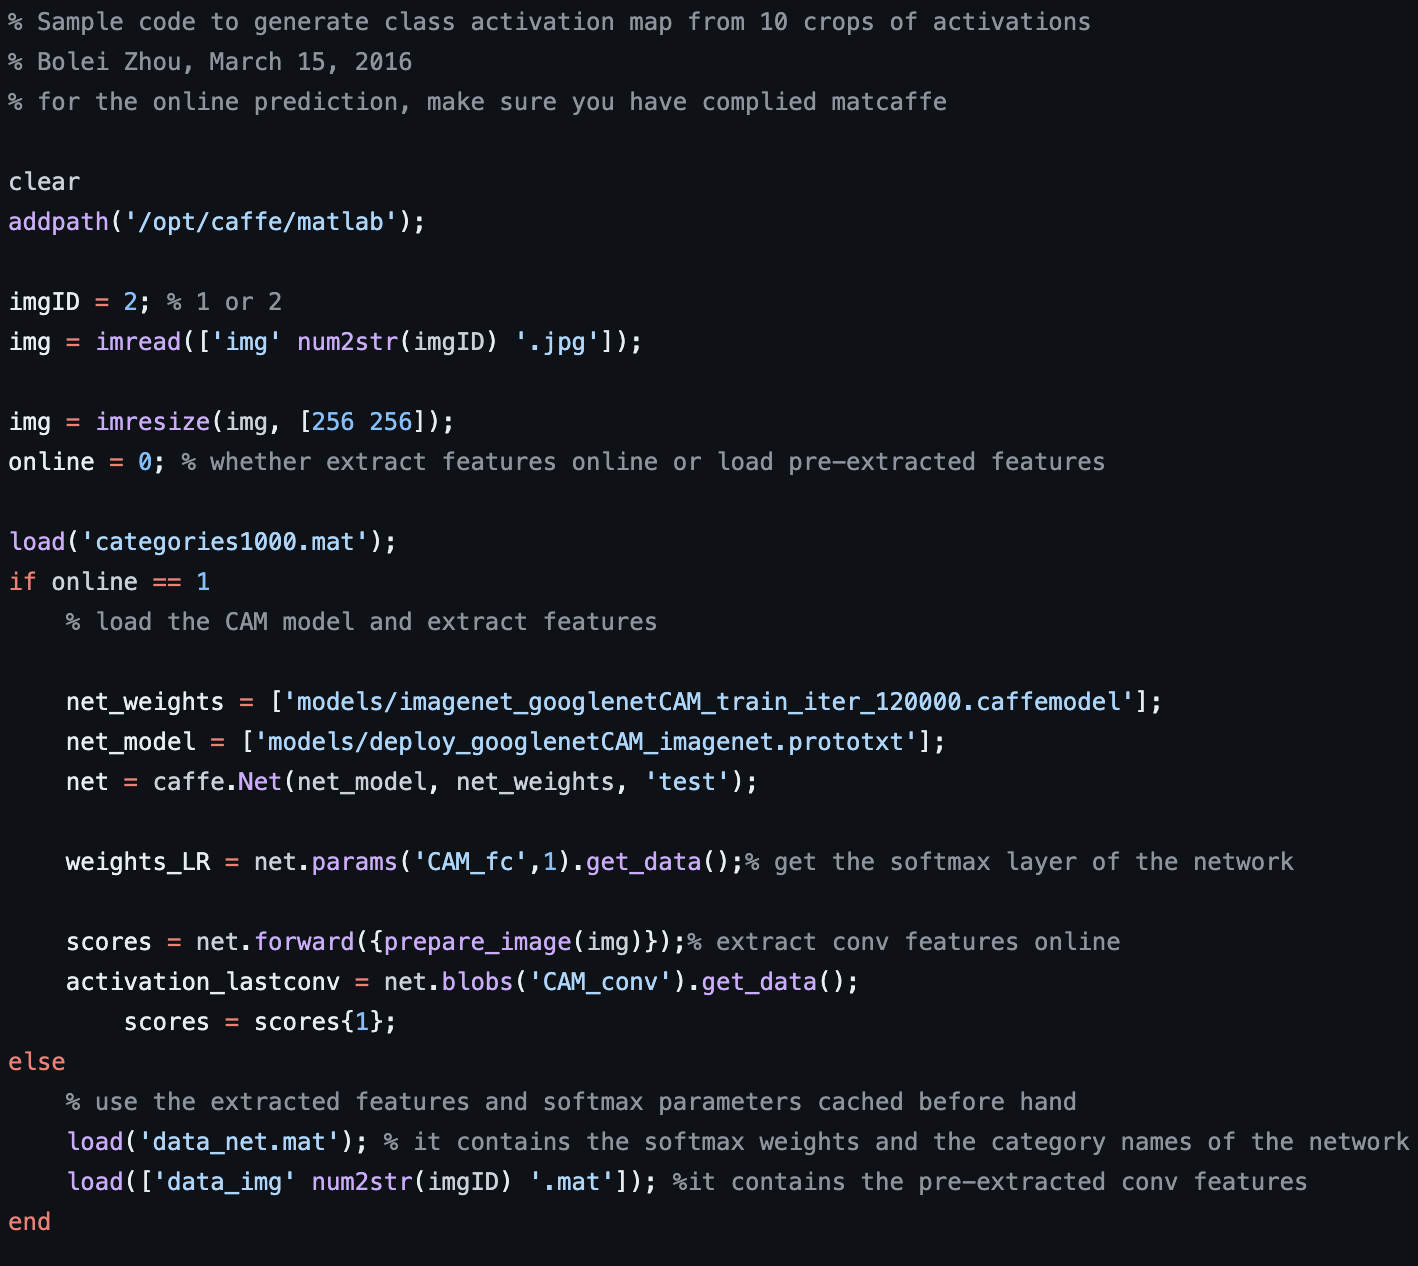 % Sample code to generate class activation map from 10 crops of activations
% Bolei Zhou, March 15, 2016
% for the online prediction, make sure you have complied matcaffe

clear
addpath('/opt/caffe/matlab');

imgID = 2; % 1 or 2
img = imread(['img' num2str(imgID) '.jpg']);

img = imresize(img, [256 256]);
online = 0; % whether extract features online or load pre-extracted features

load('categories1000.mat');
if online == 1
    % load the CAM model and extract features

    net_weights = ['models/imagenet_googlenetCAM_train_iter_120000.caffemodel'];
    net_model = ['models/deploy_googlenetCAM_imagenet.prototxt'];
    net = caffe.Net(net_model, net_weights, 'test');

    weights_LR = net.params('CAM_fc',1).get_data();% get the softmax layer of the network

    scores = net.forward({prepare_image(img)});% extract conv features online
    activation_lastconv = net.blobs('CAM_conv').get_data();
        scores = scores{1};
else
    % use the extracted features and softmax parameters cached before hand
    load('data_net.mat'); % it contains the softmax weights and the category names of the network
    load(['data_img' num2str(imgID) '.mat']); %it contains the pre-extracted conv features
end